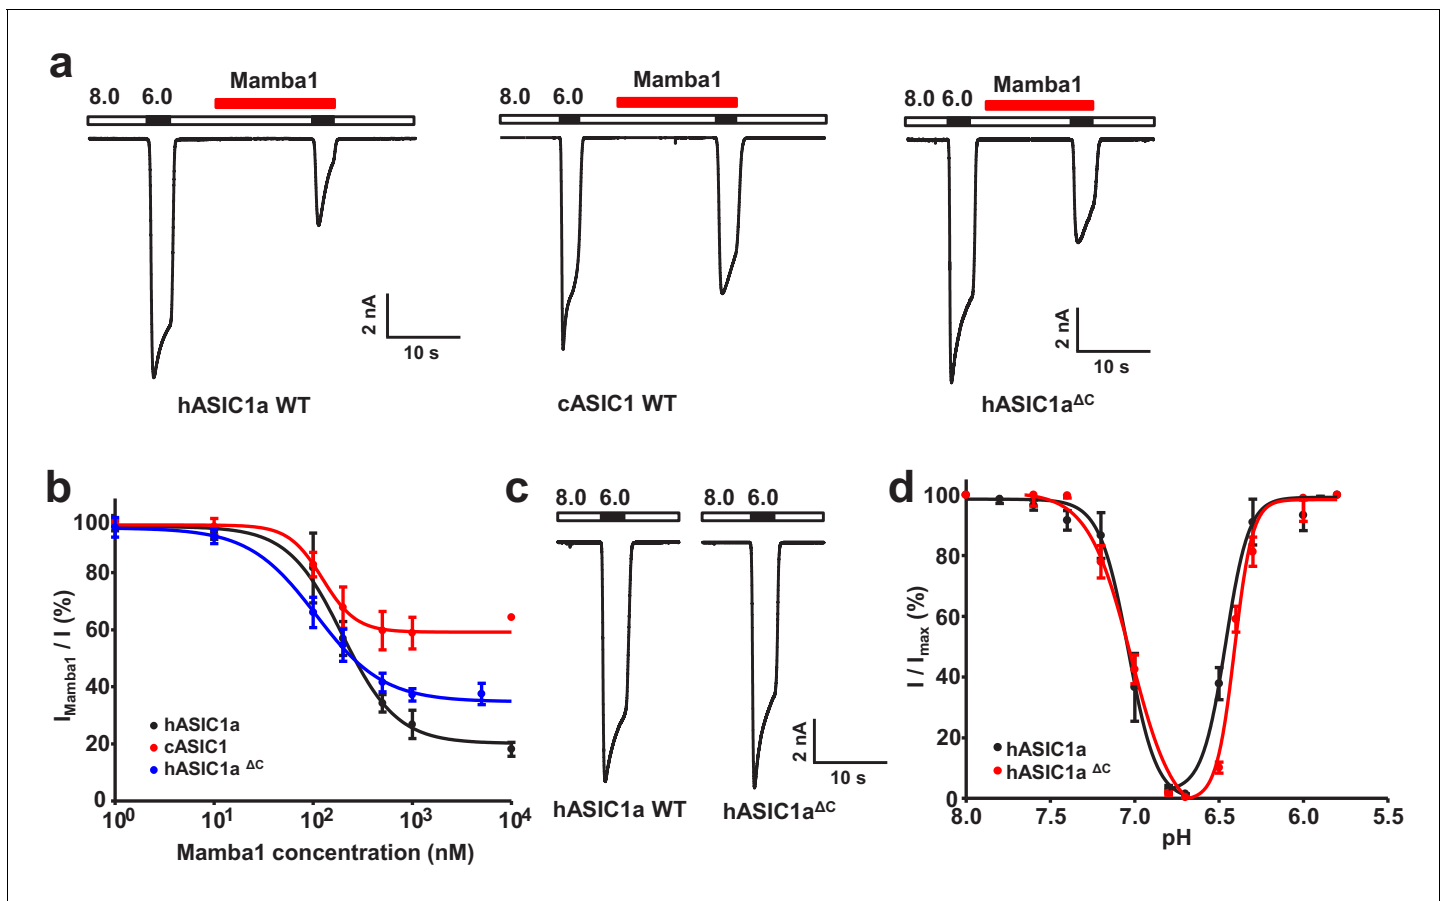 a
Mamba1
8.0 6.0
2 nA
10 s
hASIC1a WT
Mamba1
8.0 6.0
cASIC1 WT
Mamba1
8.0 6.0
2 nA
10 s
hASIC1aΔC
b
100
80
60
40
20
0
I Mamba1 / I (%)
hASIC1a
cASIC1
hASIC1a ΔC
10⁰ 10¹ 10² 10³ 10⁴
Mamba1 concentration (nM)
c
8.0 6.0
8.0 6.0
2 nA
10 s
hASIC1a WT
hASIC1aΔC
d
100
80
60
40
20
0
I / Imax (%)
hASIC1a
hASIC1a ΔC
8.0 7.5 7.0 6.5 6.0 5.5
pH